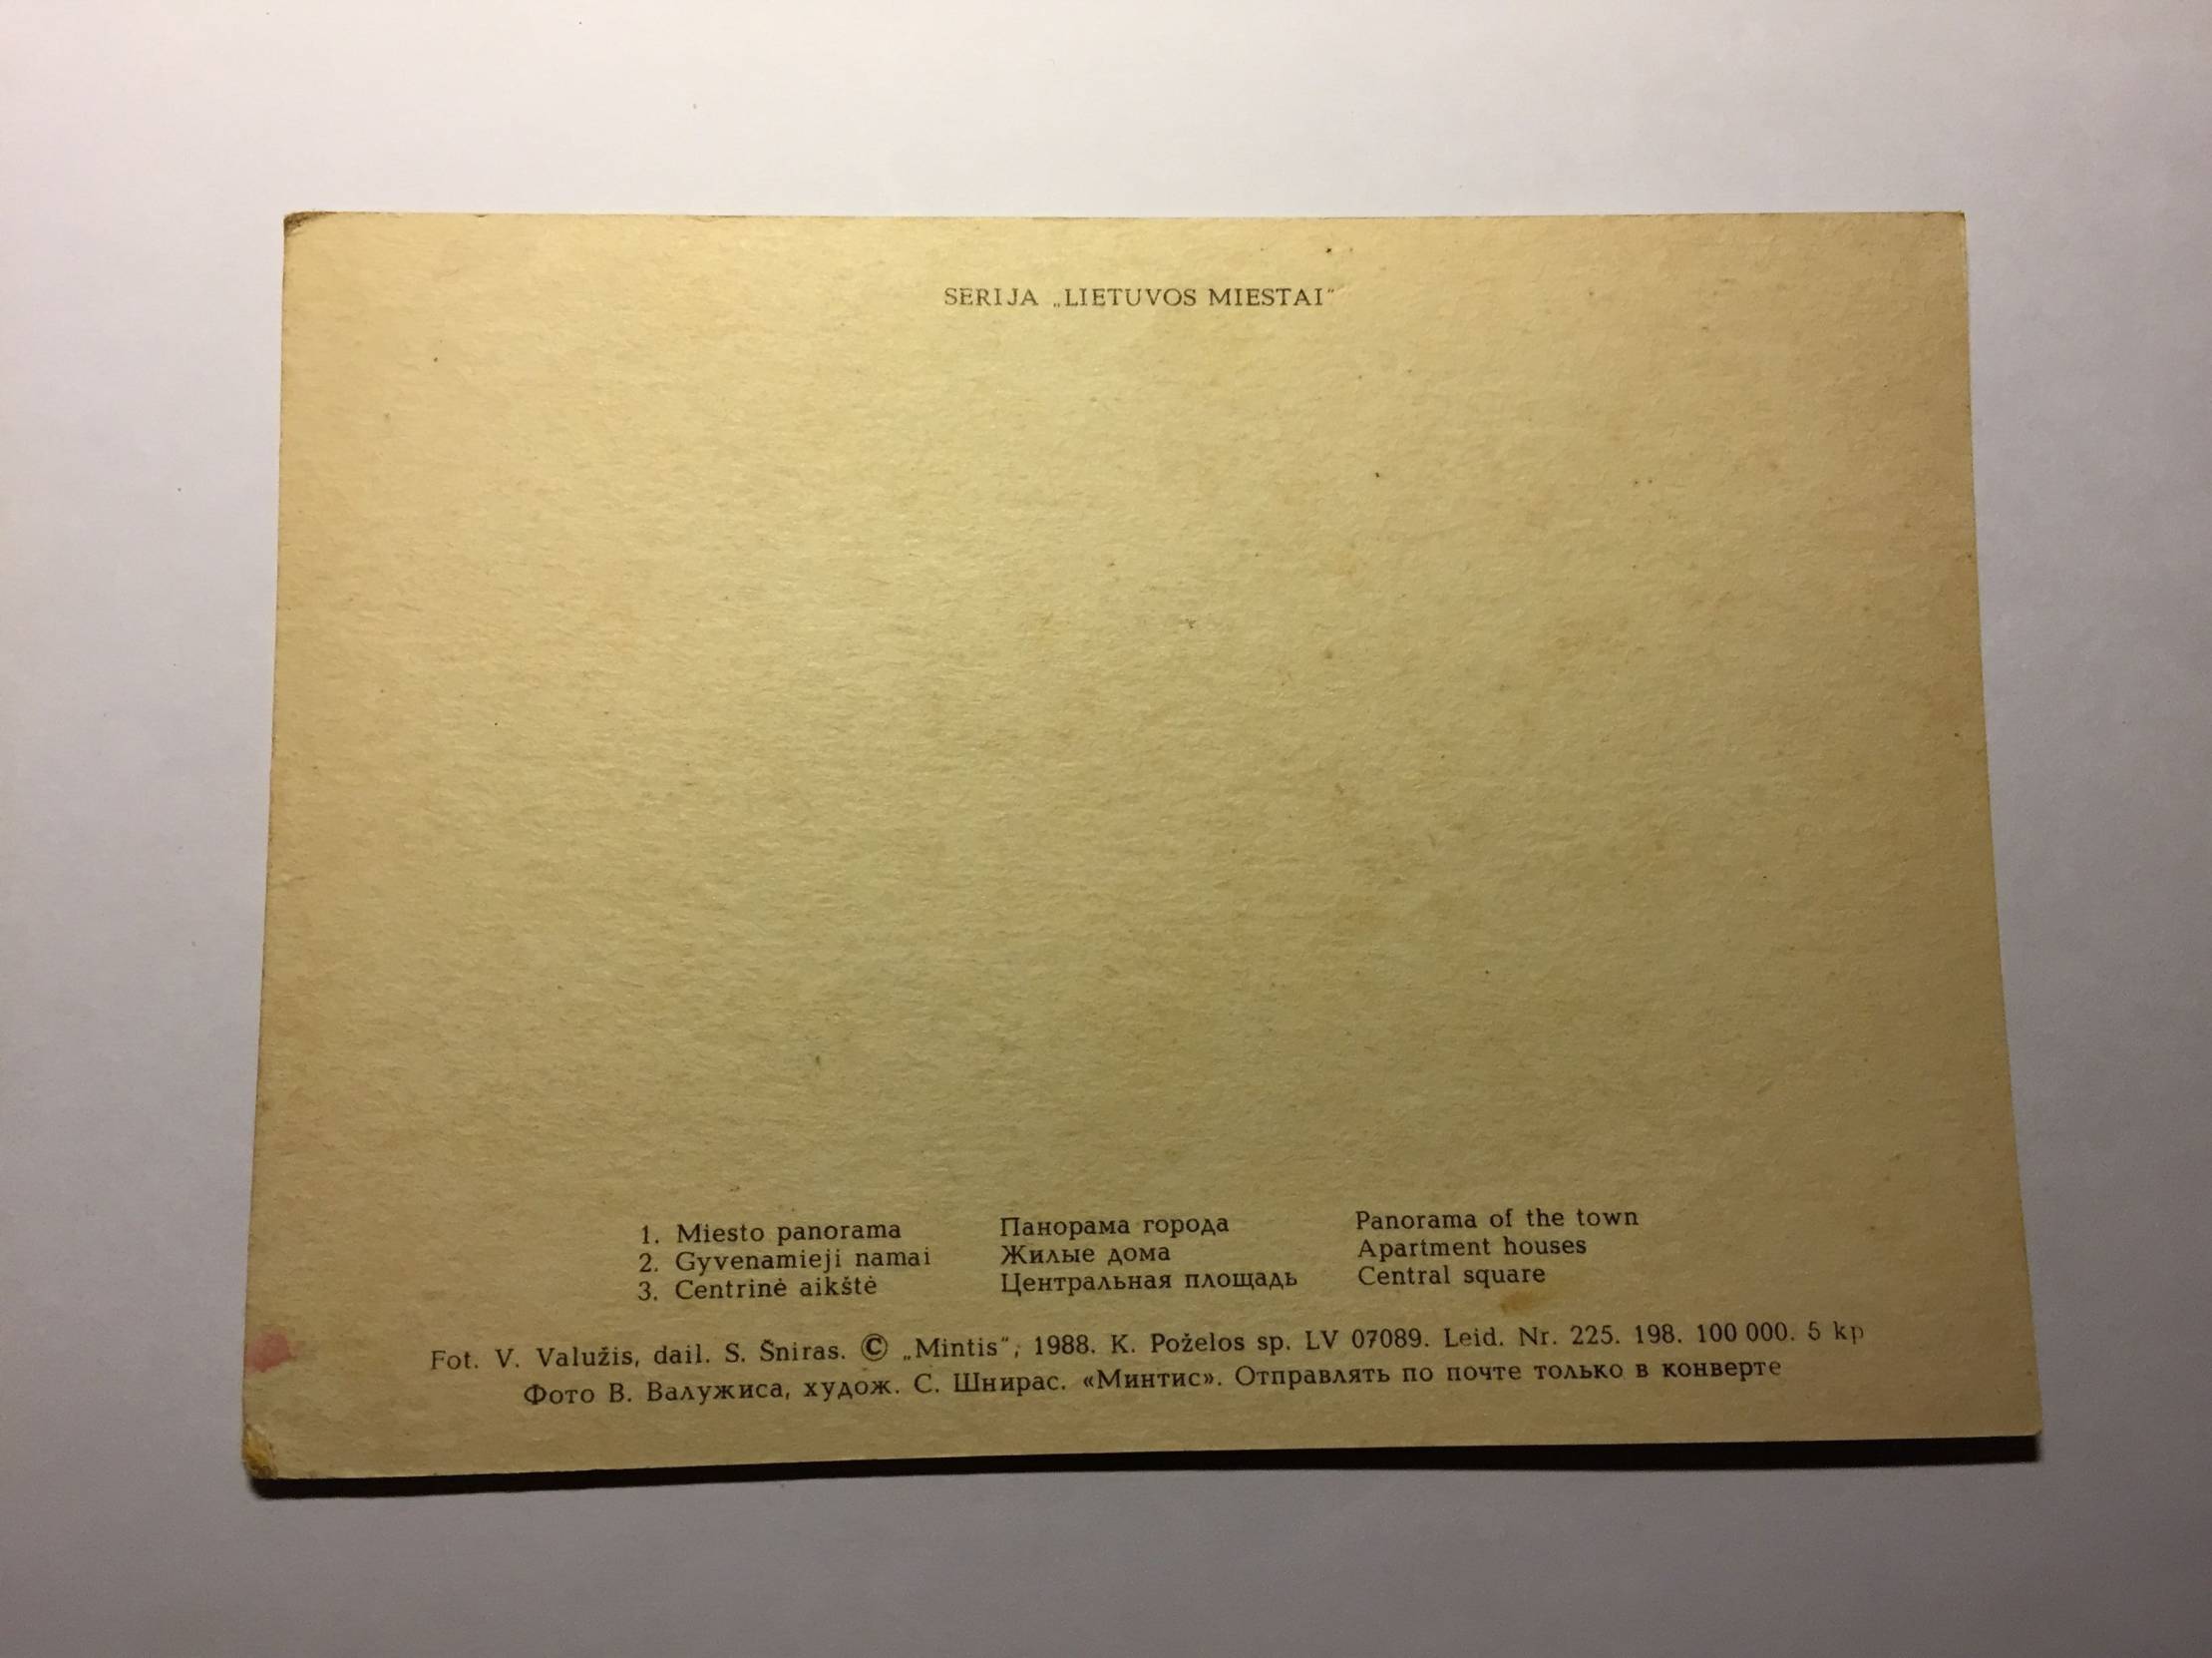 SERIJA „LIETUVOS MIESTAI"
1. Miesto panorama Панорама города Panorama of the town
2. Gyvenamieji namai Жилые дома Apartment houses
3. Centrinė aikštė Центральная площадь Central square
Fot. V. Valužis, dail. S. Šniras. © „Mintis", 1988. K. Poželos sp. LV 07089. Leid. Nr. 225. 198. 100 000. 5 kp
Фото В. Валужиса, худож. С. Шнирас. «Минтис». Отправлять по почте только в конверте